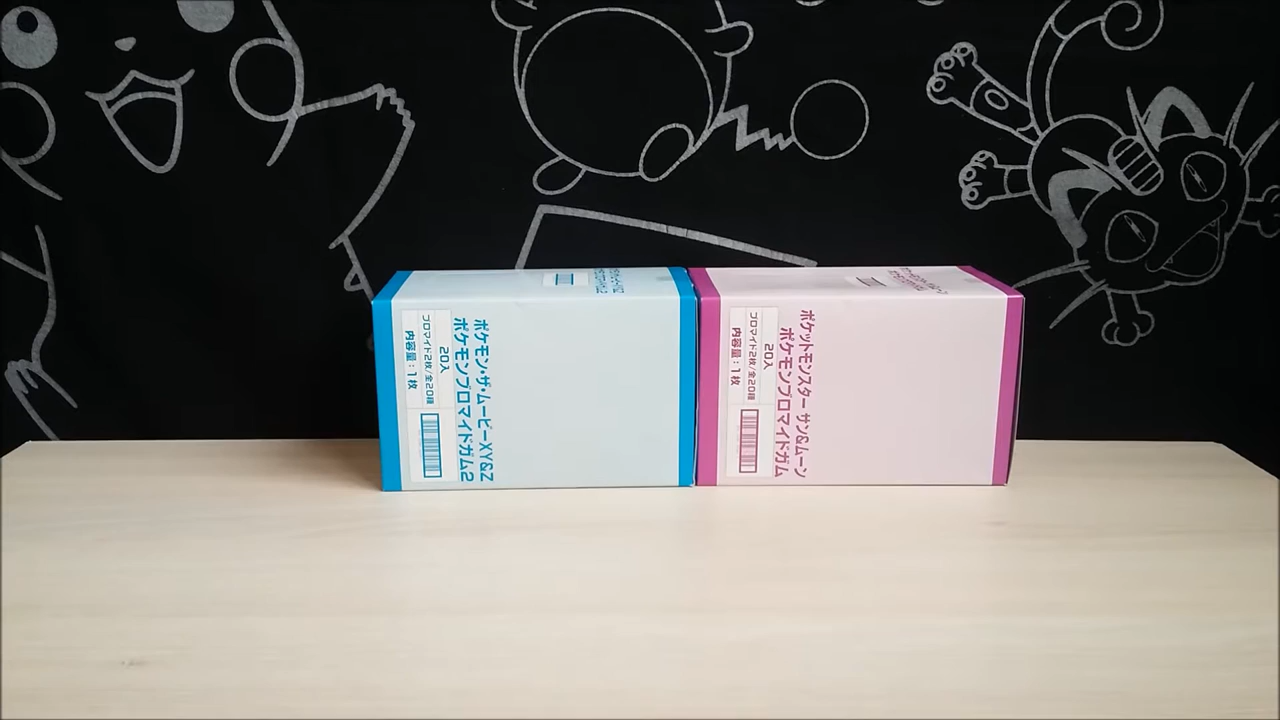 ポケモン・ザ・ムービーXY&Z
ポケモンブロマイドガム2
20入
ブロマイド2枚/全20種
内容量：1枚
ポケットモンスター サン&ムーン
ポケモンブロマイドガム
20入
ブロマイド2枚/全20種
内容量：1枚